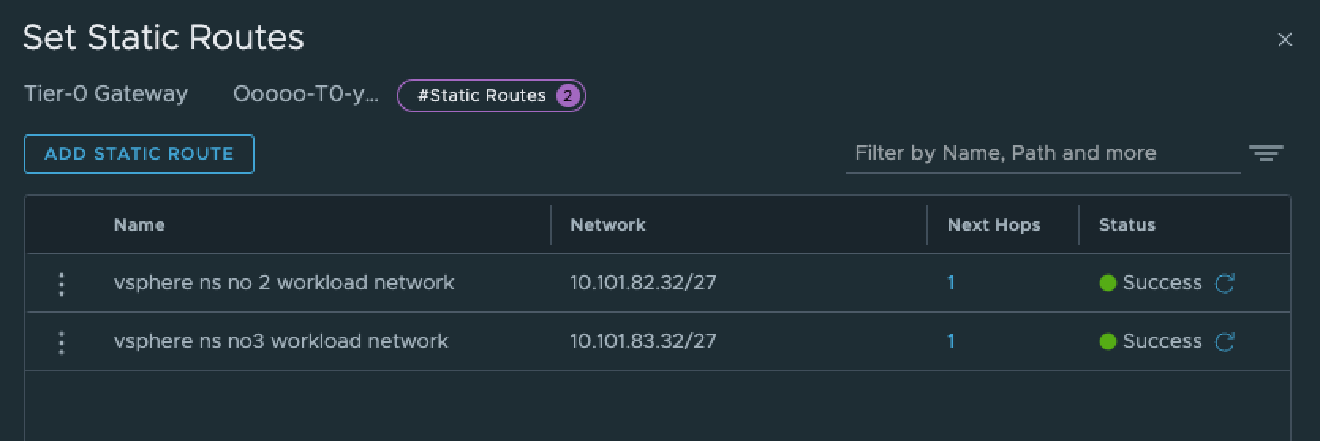 Set Static Routes
Tier-0 Gateway Ooooo-T0-y... #Static Routes 2
ADD STATIC ROUTE Filter by Name, Path and more
Name Network Next Hops Status
vsphere ns no 2 workload network 10.101.82.32/27 1 Success
vsphere ns no3 workload network 10.101.83.32/27 1 Success